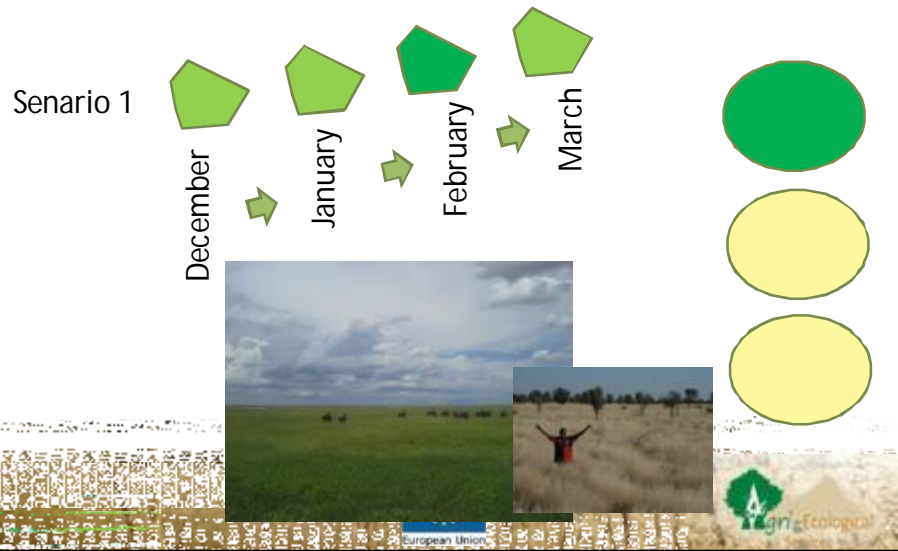 Senario 1
December
January
February
March
European Union
Agri-Ecological